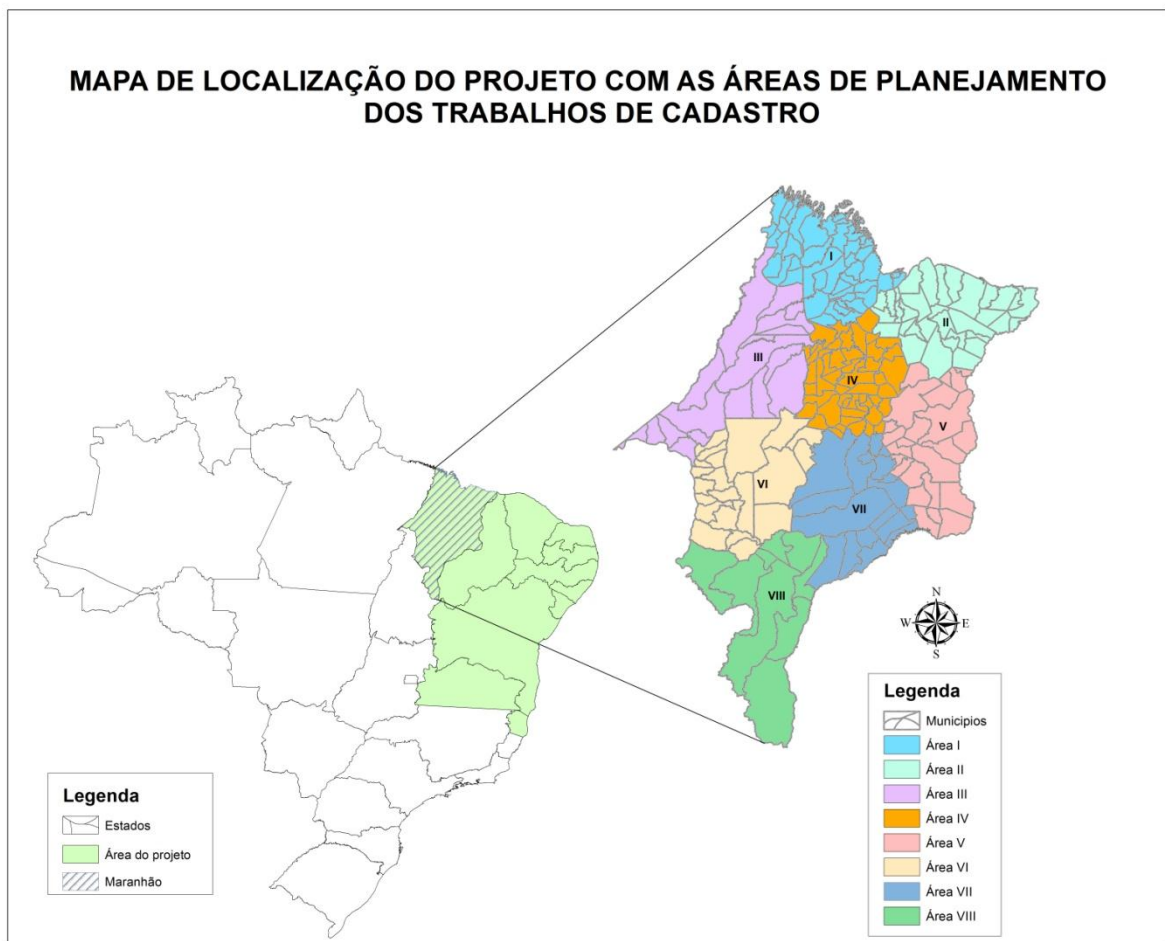 MAPA DE LOCALIZAÇÃO DO PROJETO COM AS ÁREAS DE PLANEJAMENTO
DOS TRABALHOS DE CADASTRO
I
II
III
IV
V
VI
VII
VIII
N
W
E
S
Legenda
Estados
Área do projeto
Maranhão
Legenda
Municipios
Área I
Área II
Área III
Área IV
Área V
Área VI
Área VII
Área VIII